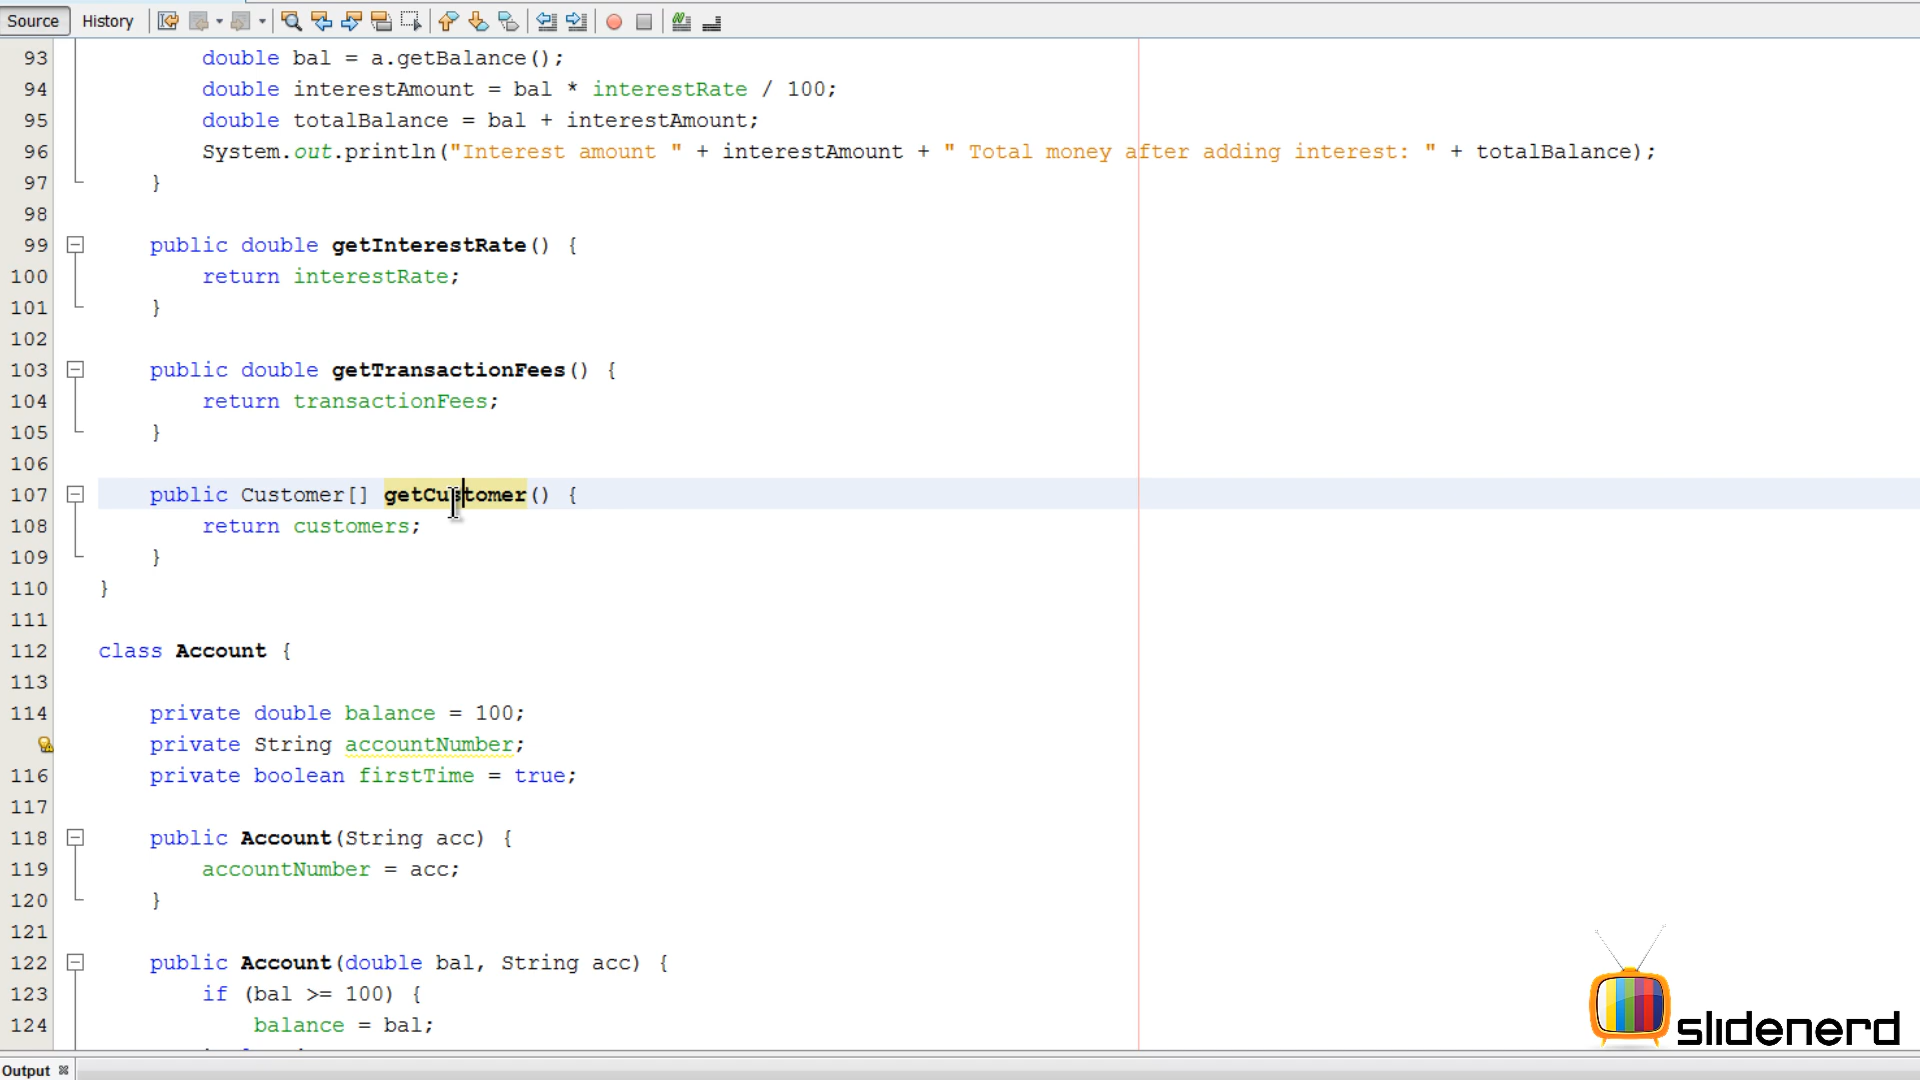 Source History
93 double bal = a.getBalance();
94 double interestAmount = bal * interestRate / 100;
95 double totalBalance = bal + interestAmount;
96 System.out.println("Interest amount " + interestAmount + " Total money after adding interest: " + totalBalance);
97 }
98
99 public double getInterestRate() {
100 return interestRate;
101 }
102
103 public double getTransactionFees() {
104 return transactionFees;
105 }
106
107 public Customer[] getCustomer() {
108 return customers;
109 }
110 }
111
112 class Account {
113
114 private double balance = 100;
private String accountNumber;
116 private boolean firstTime = true;
117
118 public Account(String acc) {
119 accountNumber = acc;
120 }
121
122 public Account(double bal, String acc) {
123 if (bal >= 100) {
124 balance = bal;
slidenerd
Output